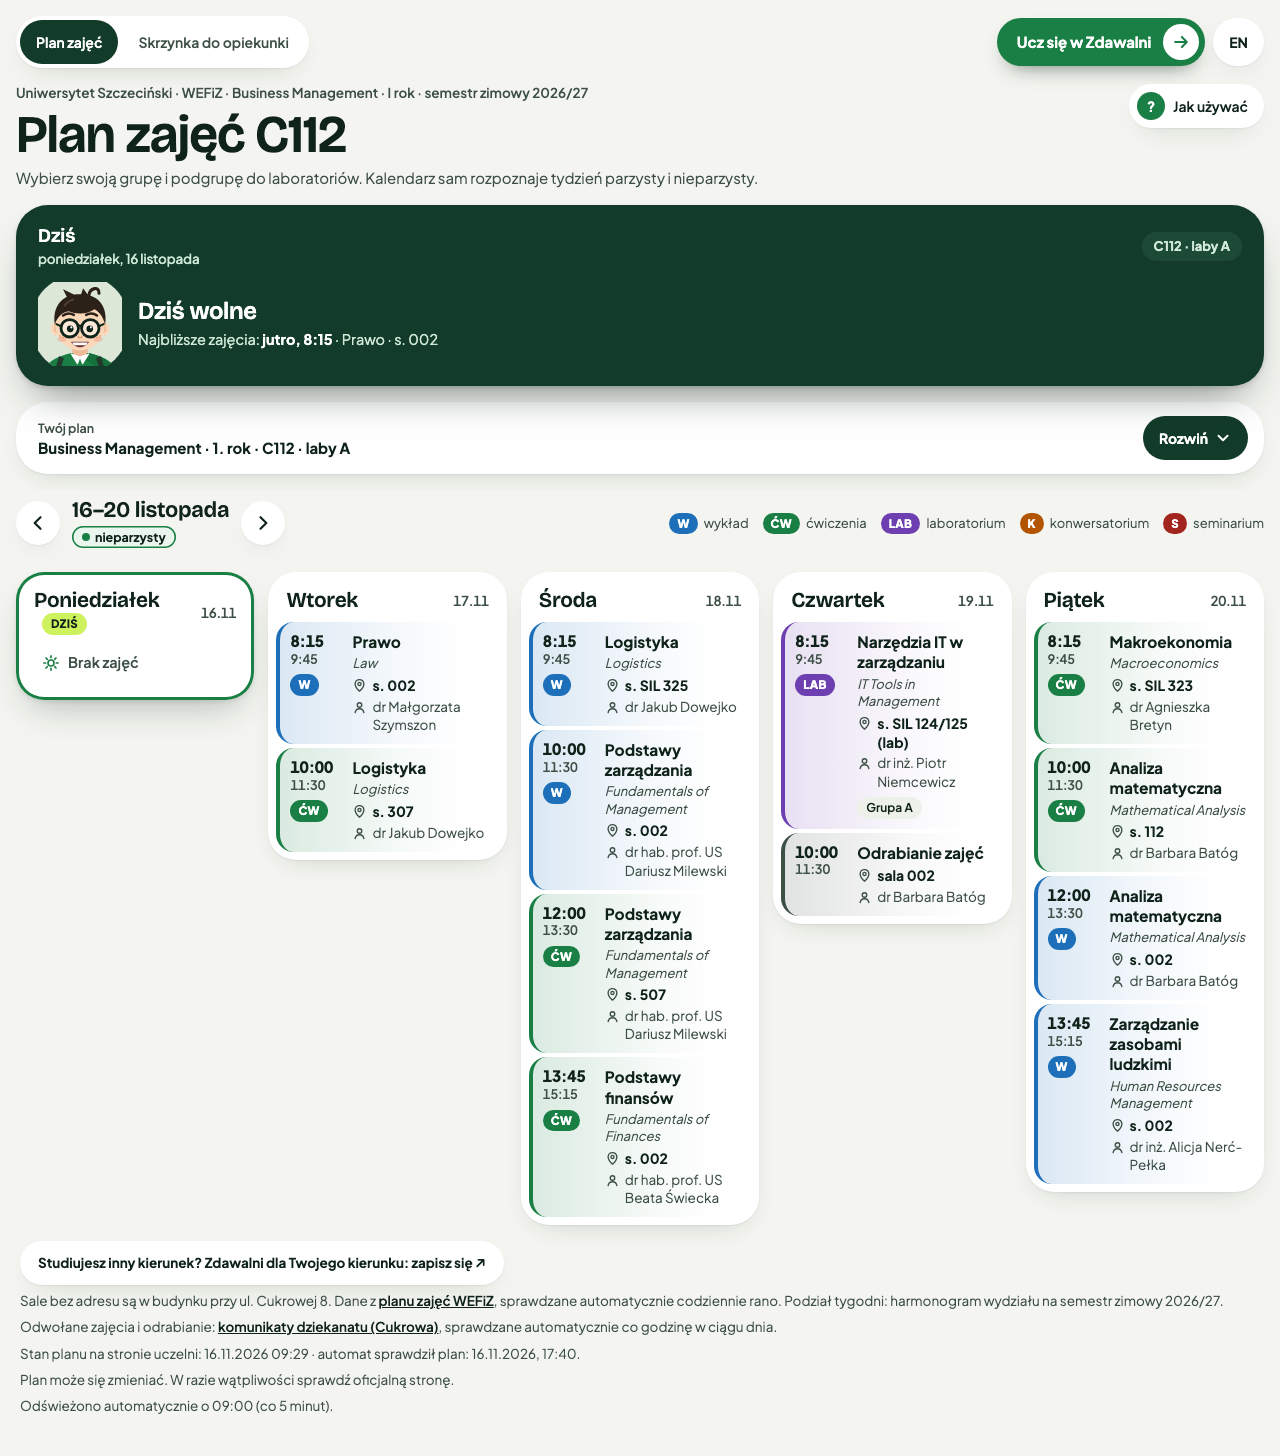 Plan zajęć
Skrzynka do opiekunki
Ucz się w Zdawalni
EN
Uniwersytet Szczeciński · WEFiZ · Business Management · I rok · semestr zimowy 2026/27
? Jak używać
Plan zajęć C112
Wybierz swoją grupę i podgrupę do laboratoriów. Kalendarz sam rozpoznaje tydzień parzysty i nieparzysty.
Dziś
poniedziałek, 16 listopada
C112 · laby A
Dziś wolne
Najbliższe zajęcia: jutro, 8:15 · Prawo · s. 002
Twój plan
Business Management · 1. rok · C112 · laby A
Rozwiń
16–20 listopada
nieparzysty
W wykład
ĆW ćwiczenia
LAB laboratorium
K konwersatorium
S seminarium
Poniedziałek
DZIŚ
16.11
Brak zajęć
Wtorek
17.11
8:15
9:45
W
Prawo
Law
s. 002
dr Małgorzata
Szymszon
10:00
11:30
ĆW
Logistyka
Logistics
s. 307
dr Jakub Dowejko
Środa
18.11
8:15
9:45
W
Logistyka
Logistics
s. SIL 325
dr Jakub Dowejko
10:00
11:30
W
Podstawy
zarządzania
Fundamentals of
Management
s. 002
dr hab. prof. US
Dariusz Milewski
12:00
13:30
ĆW
Podstawy
zarządzania
Fundamentals of
Management
s. 507
dr hab. prof. US
Dariusz Milewski
13:45
15:15
ĆW
Podstawy
finansów
Fundamentals of
Finances
s. 002
dr hab. prof. US
Beata Świecka
Czwartek
19.11
8:15
9:45
LAB
Narzędzia IT w
zarządzaniu
IT Tools in
Management
s. SIL 124/125
(lab)
dr inż. Piotr
Niemcewicz
Grupa A
10:00
11:30
Odrabianie zajęć
sala 002
dr Barbara Batóg
Piątek
20.11
8:15
9:45
ĆW
Makroekonomia
Macroeconomics
s. SIL 323
dr Agnieszka
Bretyn
10:00
11:30
ĆW
Analiza
matematyczna
Mathematical Analysis
s. 112
dr Barbara Batóg
12:00
13:30
W
Analiza
matematyczna
Mathematical Analysis
s. 002
dr Barbara Batóg
13:45
15:15
W
Zarządzanie
zasobami
ludzkimi
Human Resources
Management
s. 002
dr inż. Alicja Nerć-
Pełka
Studiujesz inny kierunek? Zdawalni dla Twojego kierunku: zapisz się ↗
Sale bez adresu są w budynku przy ul. Cukrowej 8. Dane z planu zajęć WEFiZ, sprawdzane automatycznie codziennie rano. Podział tygodni: harmonogram wydziału na semestr zimowy 2026/27.
Odwołane zajęcia i odrabianie: komunikaty dziekanatu (Cukrowa), sprawdzane automatycznie co godzinę w ciągu dnia.
Stan planu na stronie uczelni: 16.11.2026 09:29 · automat sprawdził plan: 16.11.2026, 17:40.
Plan może się zmieniać. W razie wątpliwości sprawdź oficjalną stronę.
Odświeżono automatycznie o 09:00 (co 5 minut).